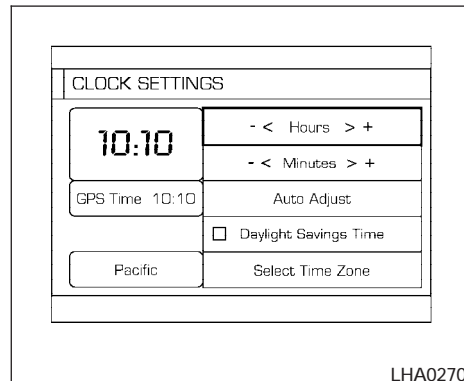 CLOCK SETTINGS
10:10
- < Hours > +
- < Minutes > +
GPS Time 10:10
Auto Adjust
Daylight Savings Time
Pacific
Select Time Zone
LHA0270